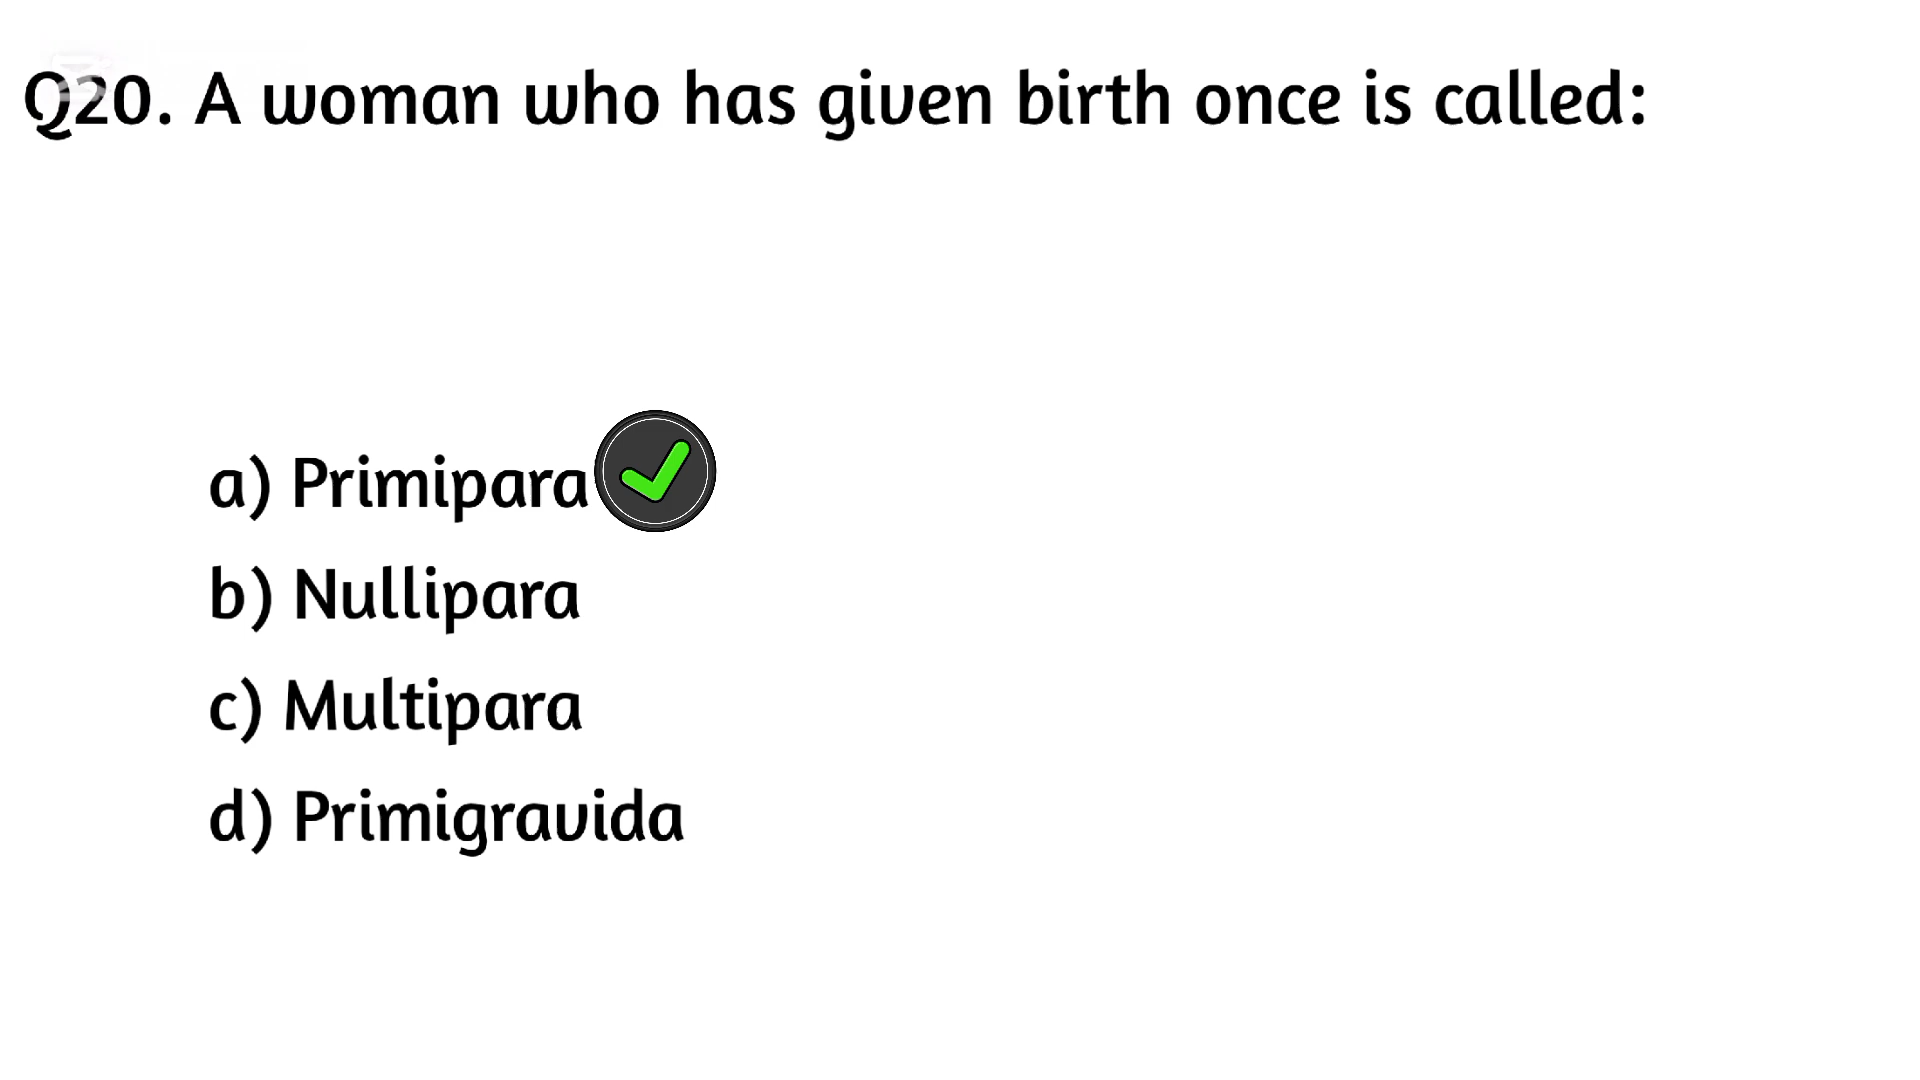 Q20. A woman who has given birth once is called:
a) Primipara
b) Nullipara
c) Multipara
d) Primigravida